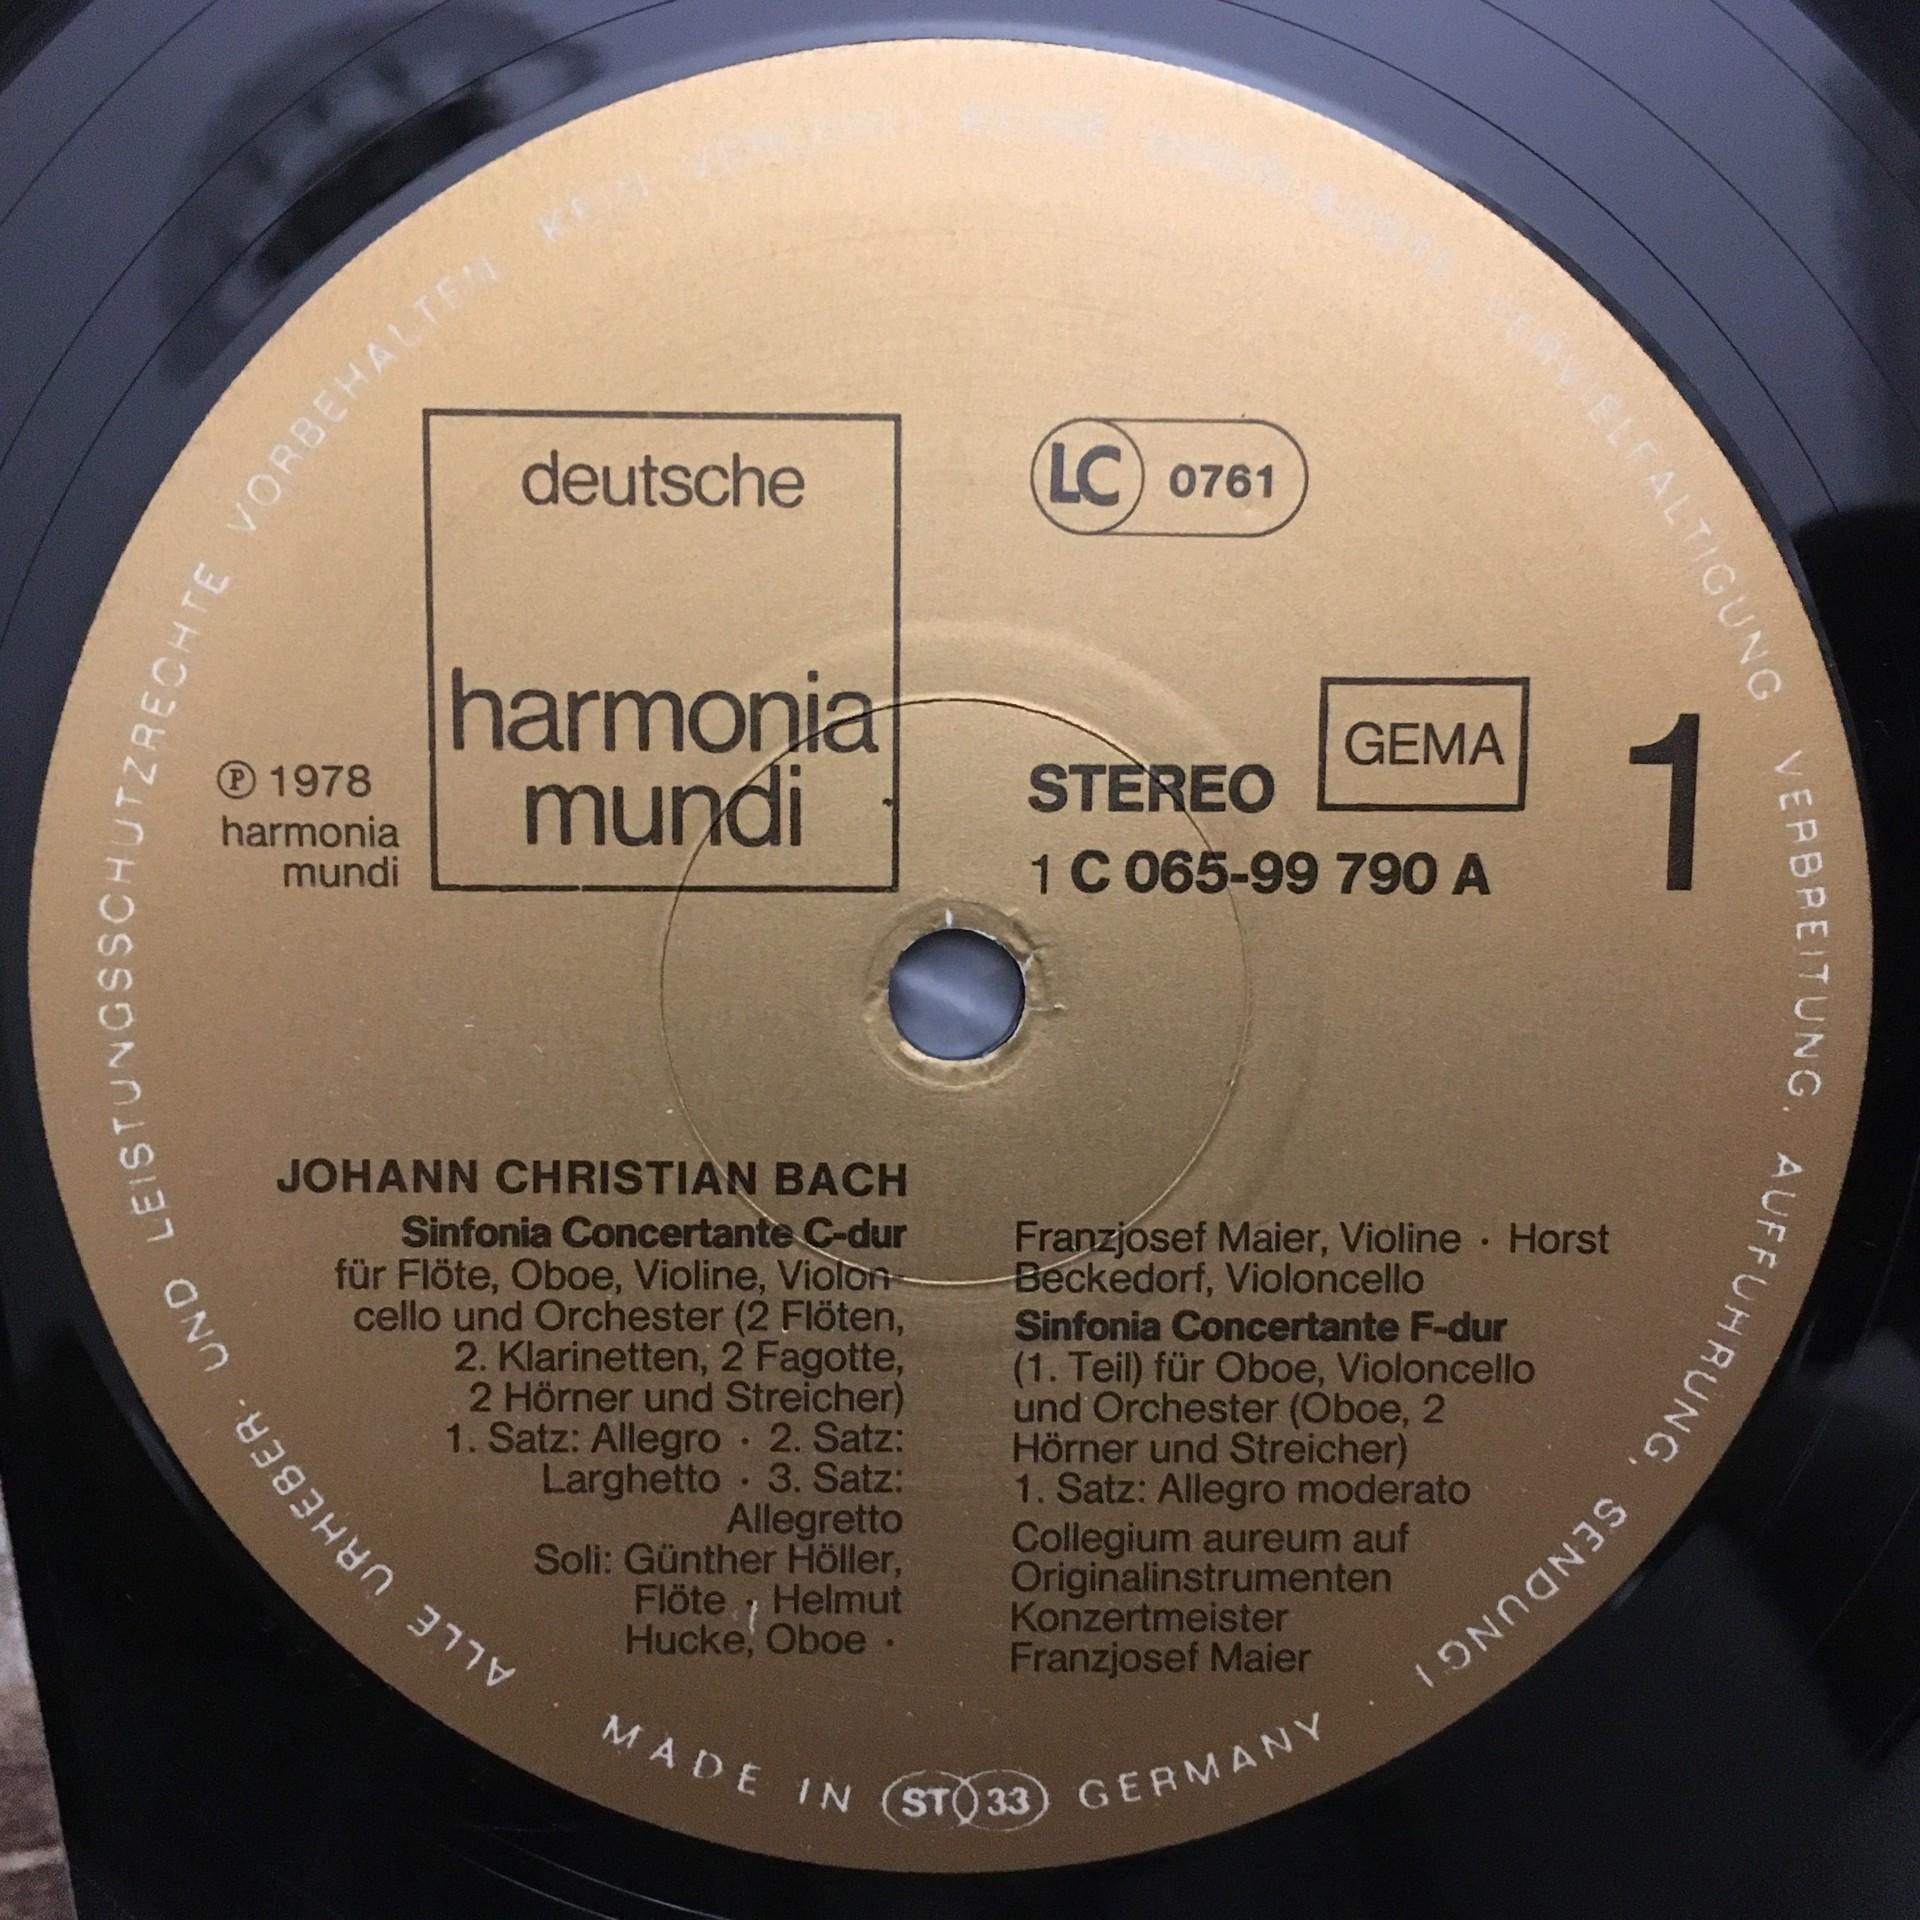 deutsche
harmonia
mundi
LC 0761
Ⓟ 1978
harmonia
mundi
STEREO
GEMA
1
1 C 065-99 790 A
JOHANN CHRISTIAN BACH
Sinfonia Concertante C-dur
für Flöte, Oboe, Violine, Violon-
cello und Orchester (2 Flöten,
2. Klarinetten, 2 Fagotte,
2 Hörner und Streicher)
1. Satz: Allegro · 2. Satz:
Larghetto · 3. Satz:
Allegretto
Soli: Günther Höller,
Flöte · Helmut
Hucke, Oboe ·
Franzjosef Maier, Violine · Horst
Beckedorf, Violoncello
Sinfonia Concertante F-dur
(1. Teil) für Oboe, Violoncello
und Orchester (Oboe, 2
Hörner und Streicher)
1. Satz: Allegro moderato
Collegium aureum auf
Originalinstrumenten
Konzertmeister
Franzjosef Maier
ALLE URHEBER- UND LEISTUNGSSCHUTZRECHTE VORBEHALTEN KEIN VERLEIH! KEINE UNERLAUBTE VERVIELFÄLTIGUNG VERBREITUNG, AUFFÜHRUNG, SENDUNG!
MADE IN ST 33 GERMANY